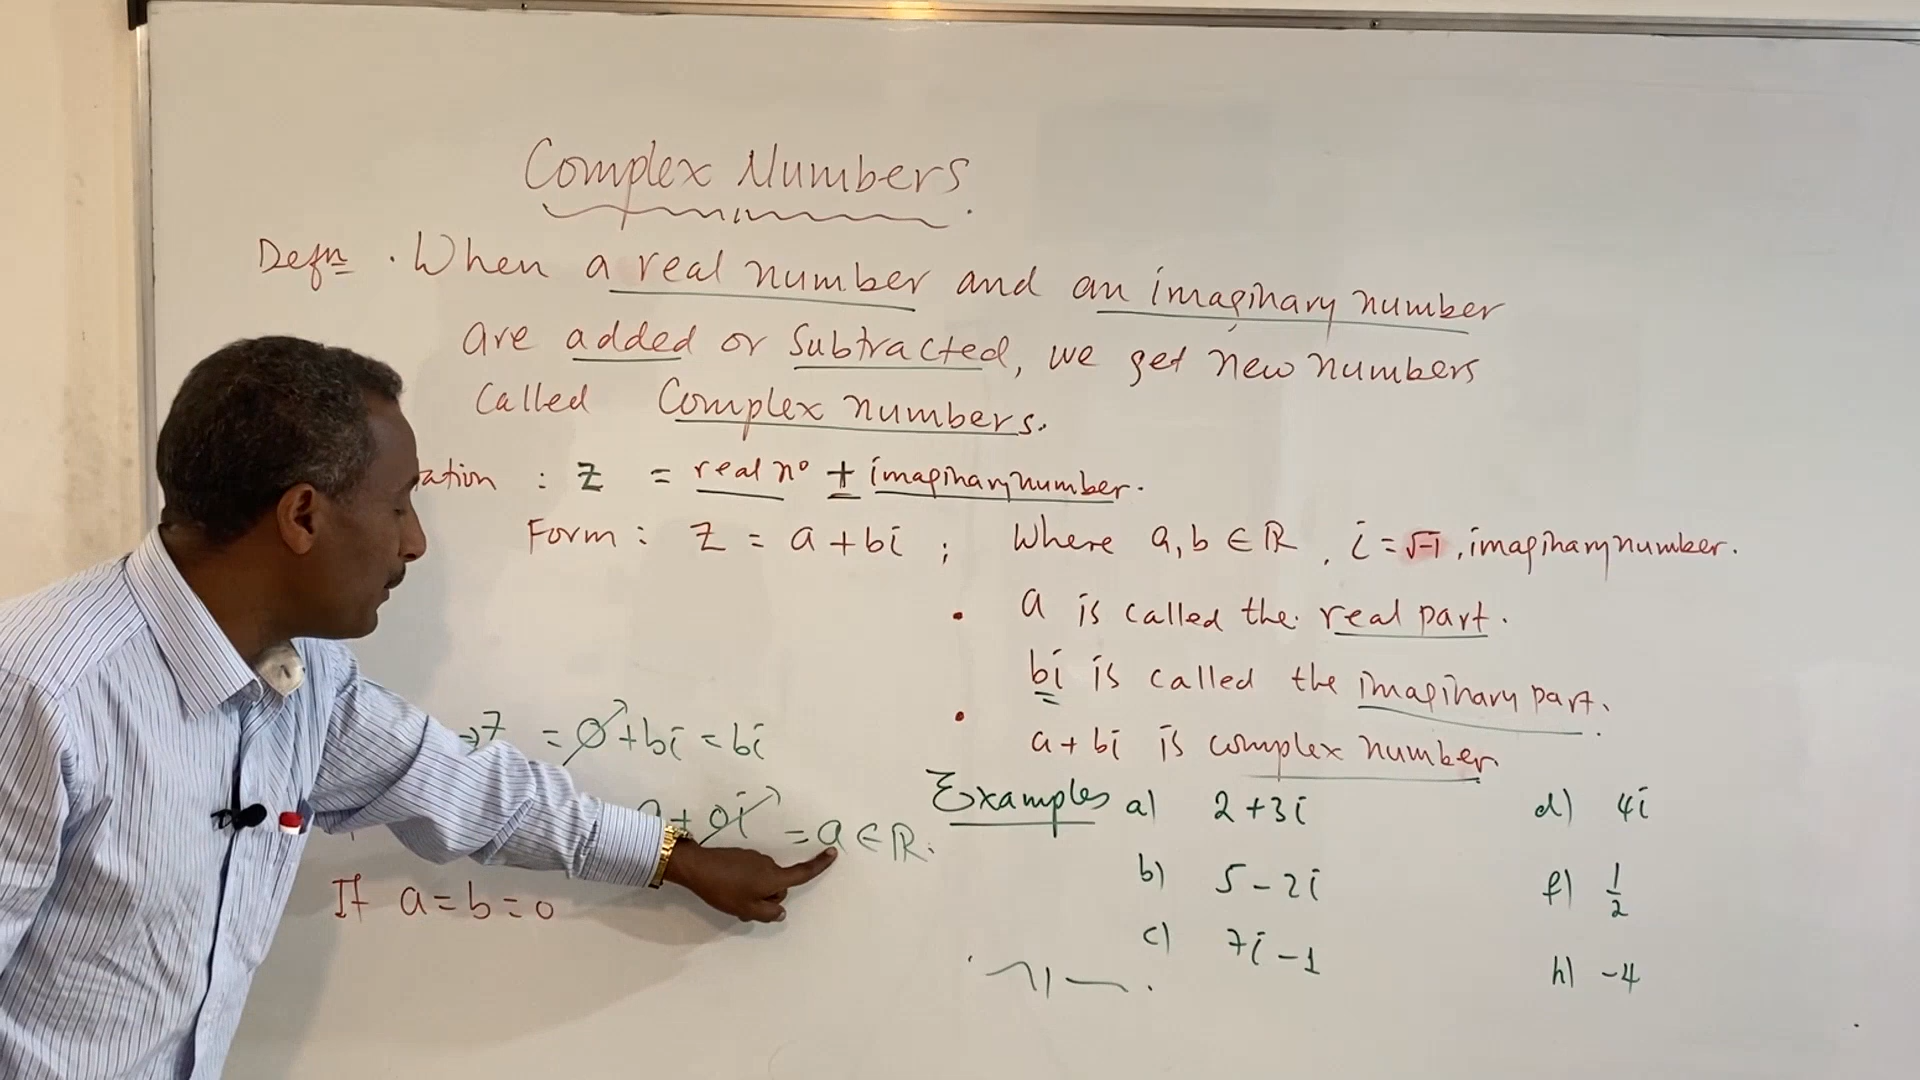 Complex Numbers.
Defn . When a real number and an imaginary number
are added or subtracted, we get new numbers
called Complex numbers.
ation : Z = real nº ± imaginary number.
Form : Z = a + bi ; Where a, b ∈ ℝ, i = √-1, imaginary number.
• a is called the real part.
bi is called the imaginary part.
• a + bi is complex number.
⇒ Z = 0 + bi = bi
+ 0i = a ∈ ℝ.
If a = b = 0
Examples a) 2 + 3i d) 4i
b) 5 - 2i f) 1/2
c) 7i - 1 h) -4